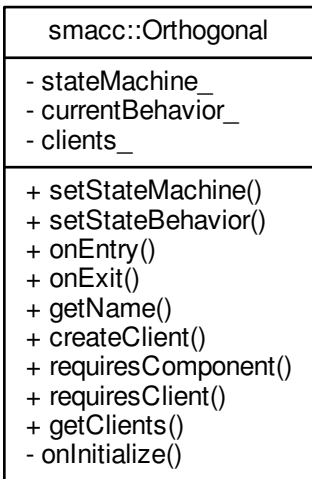 smacc::Orthogonal
- stateMachine_
- currentBehavior_
- clients_
+ setStateMachine()
+ setStateBehavior()
+ onEntry()
+ onExit()
+ getName()
+ createClient()
+ requiresComponent()
+ requiresClient()
+ getClients()
- onInitialize()